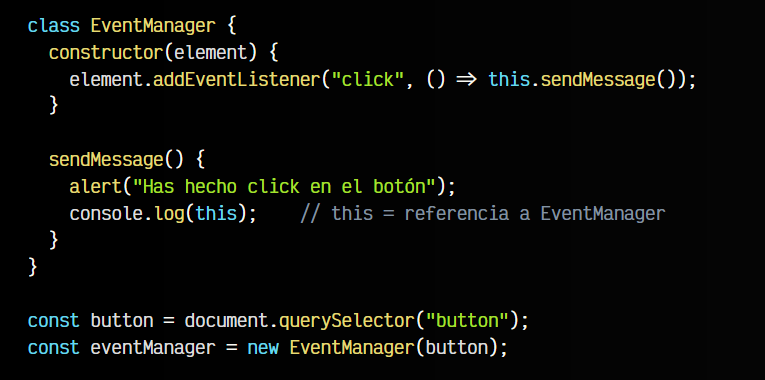 class EventManager {
  constructor(element) {
    element.addEventListener("click", () => this.sendMessage());
  }

  sendMessage() {
    alert("Has hecho click en el botón");
    console.log(this);    // this = referencia a EventManager
  }
}

const button = document.querySelector("button");
const eventManager = new EventManager(button);